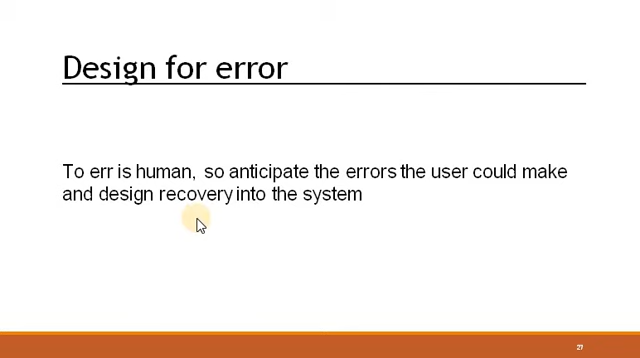 Design for error
To err is human, so anticipate the errors the user could make
and design recovery into the system
27